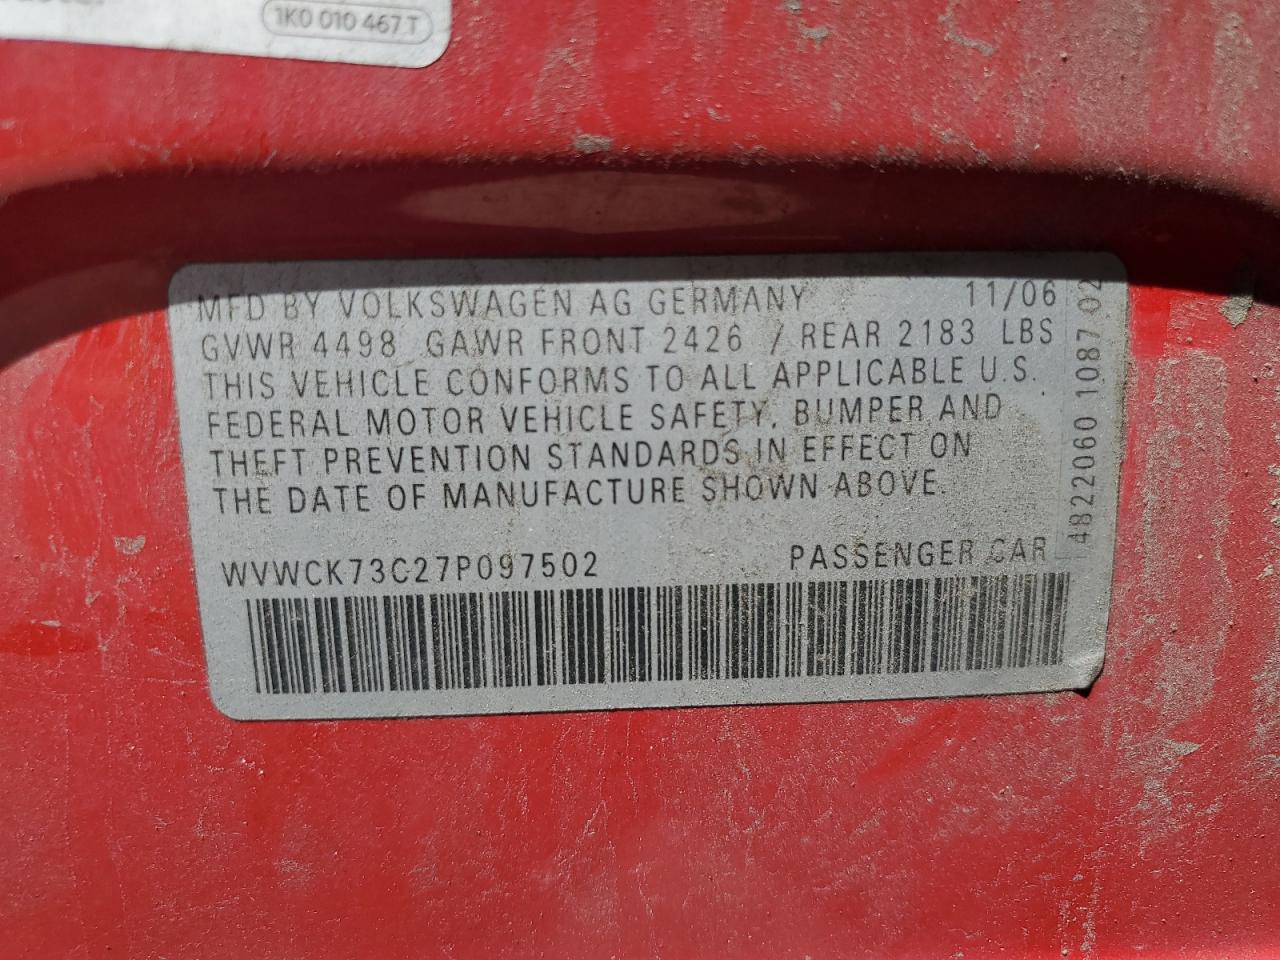 1K0 010 467 T
MFD BY VOLKSWAGEN AG GERMANY 11/06
GVWR 4498 GAWR FRONT 2426 / REAR 2183 LBS
THIS VEHICLE CONFORMS TO ALL APPLICABLE U.S.
FEDERAL MOTOR VEHICLE SAFETY, BUMPER AND
THEFT PREVENTION STANDARDS IN EFFECT ON
THE DATE OF MANUFACTURE SHOWN ABOVE.
WVWCK73C27P097502 PASSENGER CAR
4B22060 1087 02